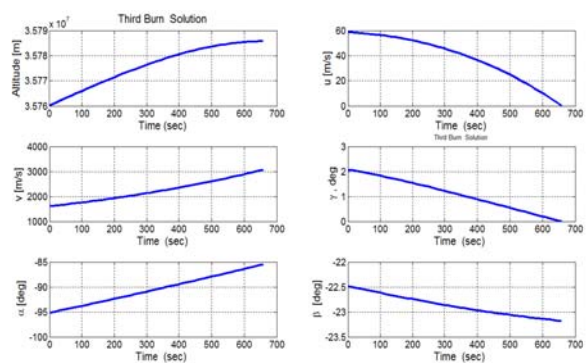 Third Burn Solution
3.579 x 10^7
3.578
3.577
3.576
Altitude [m]
0 100 200 300 400 500 600 700
Time (sec)
60
40
20
0
u [m/s]
0 100 200 300 400 500 600 700
Time (sec)
Third Burn Solution
4000
3000
2000
1000
v [m/s]
0 100 200 300 400 500 600 700
Time (sec)
3
2
1
0
γ , deg
0 100 200 300 400 500 600 700
Time (sec)
-85
-90
-95
-100
α [deg]
0 100 200 300 400 500 600 700
Time (sec)
-22
-22.5
-23
-23.5
β [deg]
0 100 200 300 400 500 600 700
Time (sec)